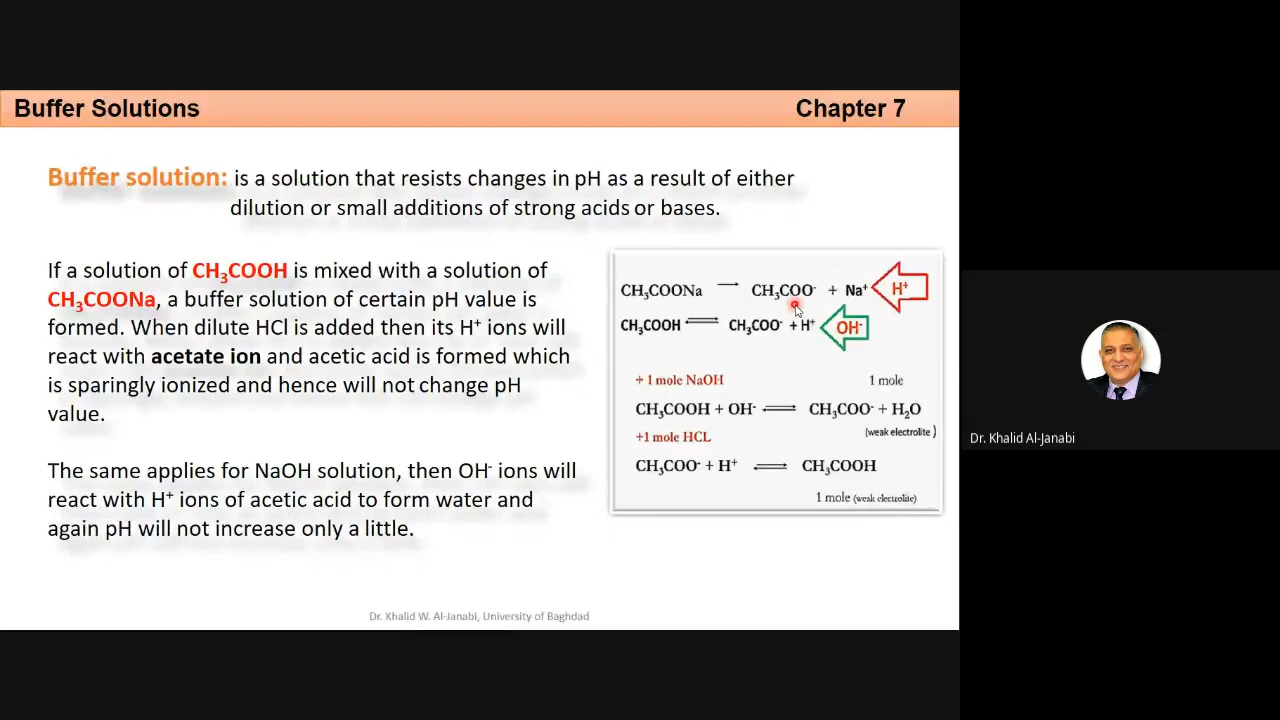 Buffer Solutions Chapter 7
Buffer solution: is a solution that resists changes in pH as a result of either
dilution or small additions of strong acids or bases.
If a solution of CH₃COOH is mixed with a solution of
CH₃COONa, a buffer solution of certain pH value is
formed. When dilute HCl is added then its H⁺ ions will
react with acetate ion and acetic acid is formed which
is sparingly ionized and hence will not change pH
value.
The same applies for NaOH solution, then OH⁻ ions will
react with H⁺ ions of acetic acid to form water and
again pH will not increase only a little.
CH₃COONa → CH₃COO⁻ + Na⁺ H⁺
CH₃COOH ⇌ CH₃COO⁻ + H⁺ OH⁻
+ 1 mole NaOH 1 mole
CH₃COOH + OH⁻ ⇌ CH₃COO⁻ + H₂O
(weak electrolite )
+1 mole HCL
CH₃COO⁻ + H⁺ ⇌ CH₃COOH
1 mole (weak electrolite)
Dr. Khalid W. Al-Janabi, University of Baghdad
Dr. Khalid Al-Janabi